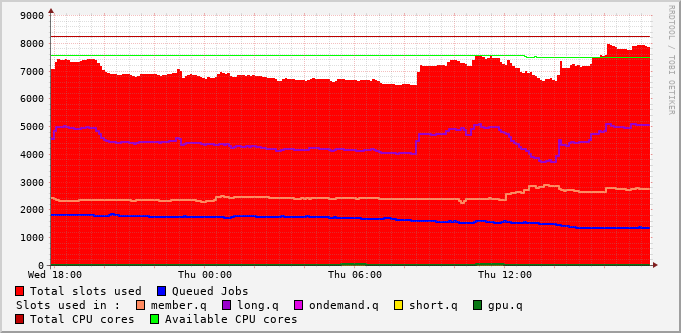 9000
8000
7000
6000
5000
4000
3000
2000
1000
0
Wed 18:00 Thu 00:00 Thu 06:00 Thu 12:00
RRDTOOL / TOBI OETIKER
Total slots used Queued Jobs
Slots used in : member.q long.q ondemand.q short.q gpu.q
Total CPU cores Available CPU cores